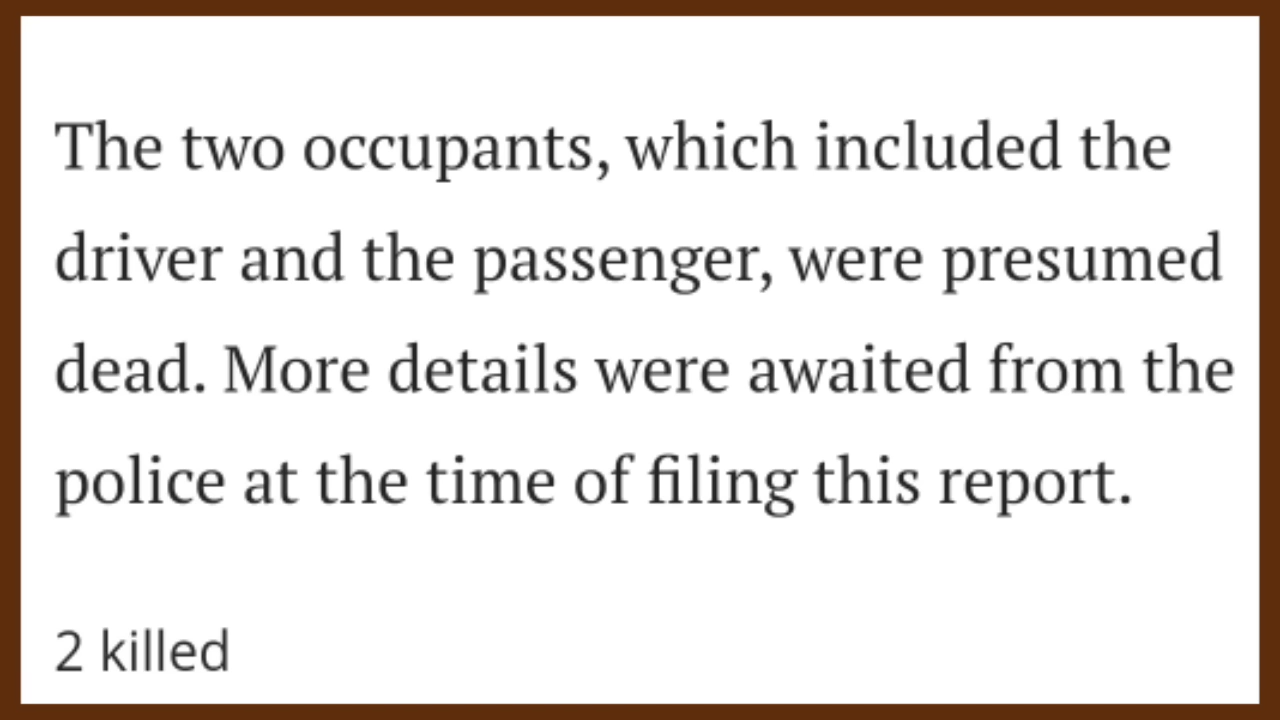 The two occupants, which included the
driver and the passenger, were presumed
dead. More details were awaited from the
police at the time of filing this report.
2 killed